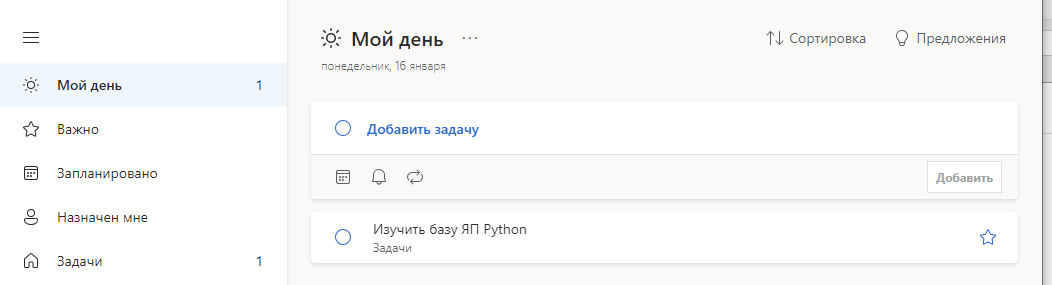 Мой день 1
Важно
Запланировано
Назначен мне
Задачи 1
Мой день ...
Сортировка
Предложения
понедельник, 16 января
Добавить задачу
Добавить
Изучить базу ЯП Python
Задачи